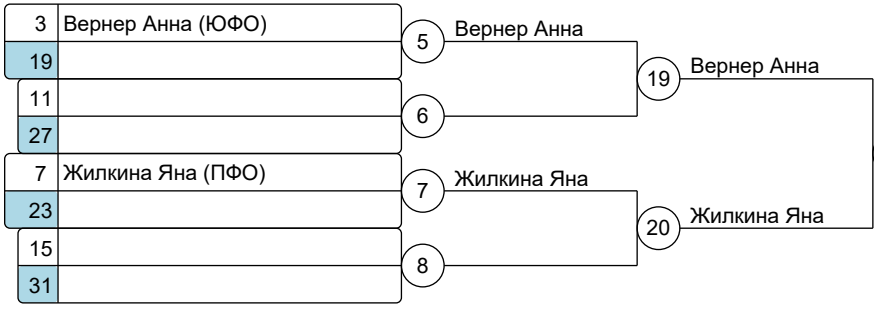 3 Вернер Анна (ЮФО)
5 Вернер Анна
19
19 Вернер Анна
11
6
27
7 Жилкина Яна (ПФО)
7 Жилкина Яна
23
20 Жилкина Яна
15
8
31